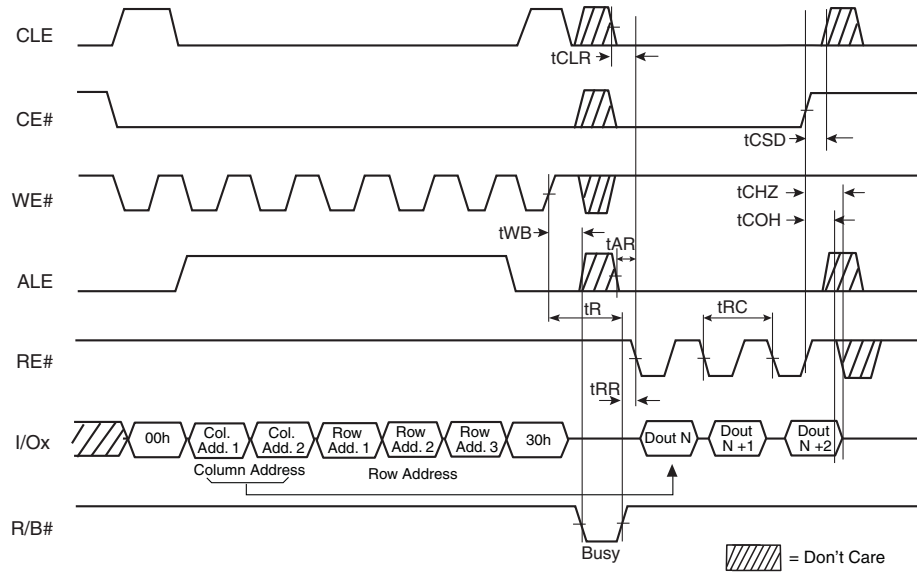 CLE
tCLR
CE#
tCSD
WE#
tCHZ
tCOH
tWB
tAR
ALE
tR
tRC
RE#
tRR
I/Ox
00h
Col. Add. 1
Col. Add. 2
Row Add. 1
Row Add. 2
Row Add. 3
30h
Dout N
Dout N +1
Dout N +2
Column Address
Row Address
R/B#
Busy
= Don't Care